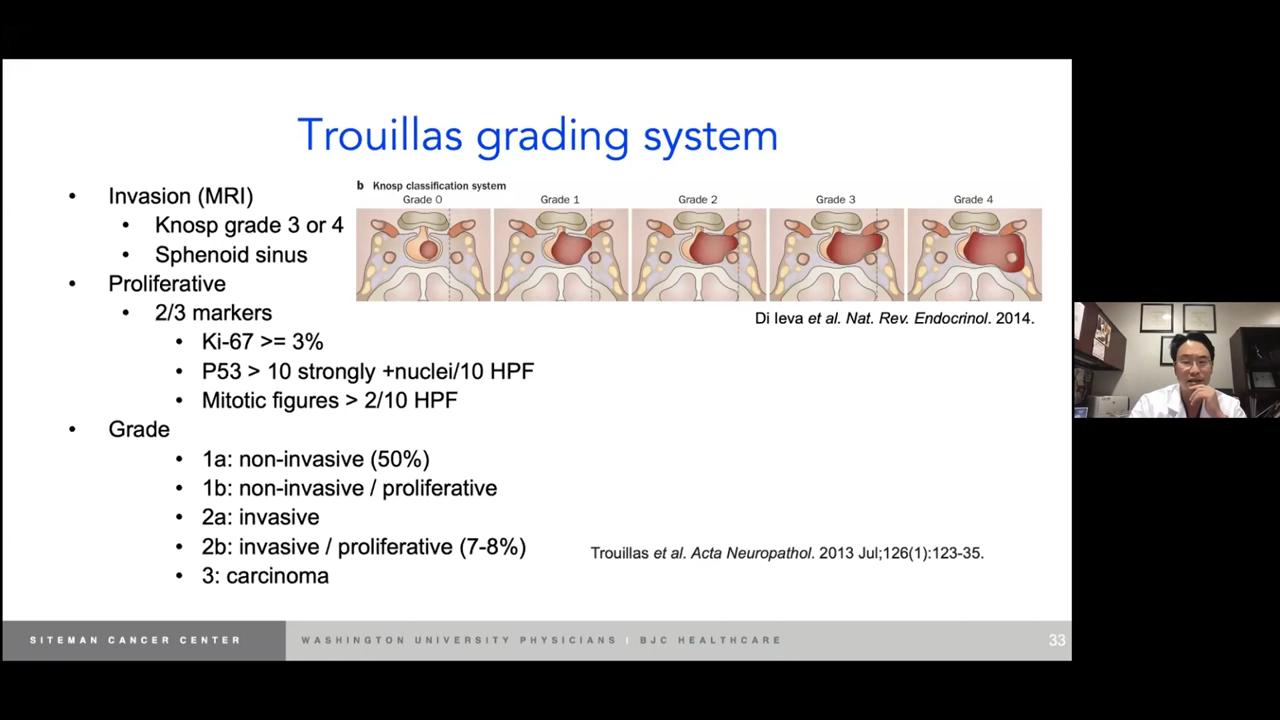 Trouillas grading system
• Invasion (MRI)
• Knosp grade 3 or 4
• Sphenoid sinus
• Proliferative
• 2/3 markers
• Ki-67 >= 3%
• P53 > 10 strongly +nuclei/10 HPF
• Mitotic figures > 2/10 HPF
• Grade
• 1a: non-invasive (50%)
• 1b: non-invasive / proliferative
• 2a: invasive
• 2b: invasive / proliferative (7-8%)
• 3: carcinoma
b Knosp classification system
Grade 0 Grade 1 Grade 2 Grade 3 Grade 4
Di Ieva et al. Nat. Rev. Endocrinol. 2014.
Trouillas et al. Acta Neuropathol. 2013 Jul;126(1):123-35.
SITEMAN CANCER CENTER WASHINGTON UNIVERSITY PHYSICIANS | BJC HEALTHCARE 33